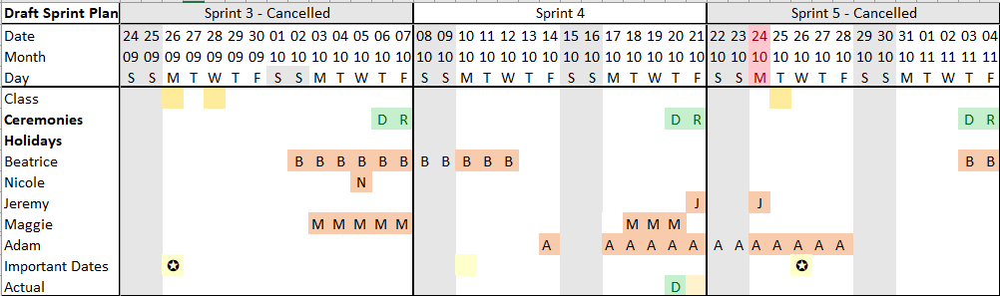 Draft Sprint Plan Sprint 3 - Cancelled Sprint 4 Sprint 5 - Cancelled
Date 24 25 26 27 28 29 30 01 02 03 04 05 06 07 08 09 10 11 12 13 14 15 16 17 18 19 20 21 22 23 24 25 26 27 28 29 30 31 01 02 03 04
Month 09 09 09 09 09 09 09 10 10 10 10 10 10 10 10 10 10 10 10 10 10 10 10 10 10 10 10 10 10 10 10 10 10 10 10 10 10 10 11 11 11 11
Day S S M T W T F S S M T W T F S S M T W T F S S M T W T F S S M T W T F S S M T W T F
Class
Ceremonies D R D R D R
Holidays
Beatrice B B B B B B B B B B B B B
Nicole N
Jeremy J J
Maggie M M M M M M M M
Adam A A A A A A A A A A A A A
Important Dates
Actual D